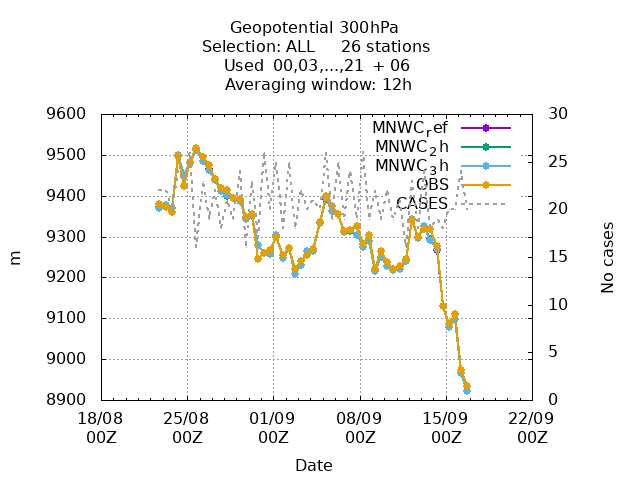 Geopotential 300hPa
Selection: ALL 26 stations
Used 00,03,...,21 + 06
Averaging window: 12h
9600
9500
9400
9300
9200
9100
9000
8900
m
30
25
20
15
10
5
0
No cases
MNWC_ref
MNWC_2h
MNWC_3h
OBS
CASES
18/08 25/08 01/09 08/09 15/09 22/09
00Z 00Z 00Z 00Z 00Z 00Z
Date